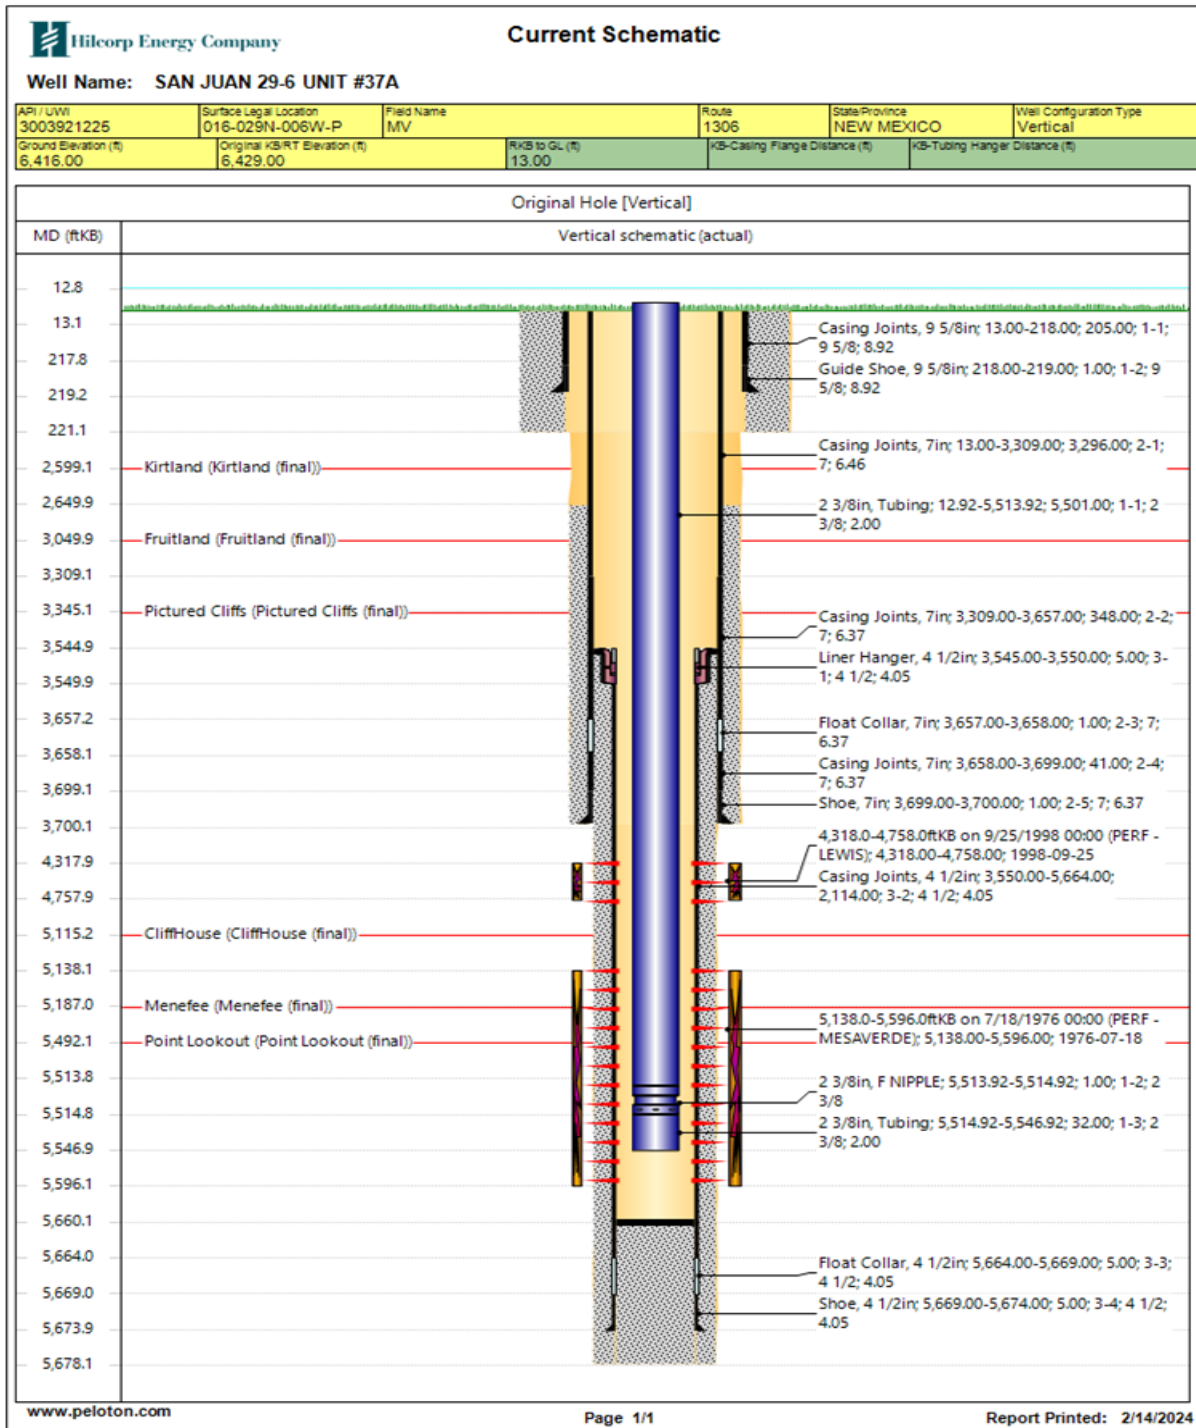 Hilcorp Energy Company
Current Schematic
Well Name: SAN JUAN 29-6 UNIT #37A
API / UWI
3003921225
Surface Legal Location
016-029N-006W-P
Field Name
MV
Route
1306
State/Province
NEW MEXICO
Well Configuration Type
Vertical
Ground Elevation (ft)
6,416.00
Original KB/RT Elevation (ft)
6,429.00
RKB to GL (ft)
13.00
KB-Casing Flange Distance (ft)
KB-Tubing Hanger Distance (ft)
Original Hole [Vertical]
MD (ftKB)
Vertical schematic (actual)
12.8
13.1
217.8
219.2
221.1
2,599.1
2,649.9
3,049.9
3,309.1
3,345.1
3,544.9
3,549.9
3,657.2
3,658.1
3,699.1
3,700.1
4,317.9
4,757.9
5,115.2
5,138.1
5,187.0
5,492.1
5,513.8
5,514.8
5,546.9
5,596.1
5,660.1
5,664.0
5,669.0
5,673.9
5,678.1
Kirtland (Kirtland (final))
Fruitland (Fruitland (final))
Pictured Cliffs (Pictured Cliffs (final))
CliffHouse (CliffHouse (final))
Menefee (Menefee (final))
Point Lookout (Point Lookout (final))
Casing Joints, 9 5/8in; 13.00-218.00; 205.00; 1-1;
9 5/8; 8.92
Guide Shoe, 9 5/8in; 218.00-219.00; 1.00; 1-2; 9
5/8; 8.92
Casing Joints, 7in; 13.00-3,309.00; 3,296.00; 2-1;
7; 6.46
2 3/8in, Tubing; 12.92-5,513.92; 5,501.00; 1-1; 2
3/8; 2.00
Casing Joints, 7in; 3,309.00-3,657.00; 348.00; 2-2;
7; 6.37
Liner Hanger, 4 1/2in; 3,545.00-3,550.00; 5.00; 3-
1; 4 1/2; 4.05
Float Collar, 7in; 3,657.00-3,658.00; 1.00; 2-3; 7;
6.37
Casing Joints, 7in; 3,658.00-3,699.00; 41.00; 2-4;
7; 6.37
Shoe, 7in; 3,699.00-3,700.00; 1.00; 2-5; 7; 6.37
4,318.0-4,758.0ftKB on 9/25/1998 00:00 (PERF -
LEWIS); 4,318.00-4,758.00; 1998-09-25
Casing Joints, 4 1/2in; 3,550.00-5,664.00;
2,114.00; 3-2; 4 1/2; 4.05
5,138.0-5,596.0ftKB on 7/18/1976 00:00 (PERF -
MESAVERDE); 5,138.00-5,596.00; 1976-07-18
2 3/8in, F NIPPLE; 5,513.92-5,514.92; 1.00; 1-2; 2
3/8
2 3/8in, Tubing; 5,514.92-5,546.92; 32.00; 1-3; 2
3/8; 2.00
Float Collar, 4 1/2in; 5,664.00-5,669.00; 5.00; 3-3;
4 1/2; 4.05
Shoe, 4 1/2in; 5,669.00-5,674.00; 5.00; 3-4; 4 1/2;
4.05
www.peloton.com
Page 1/1
Report Printed: 2/14/2024